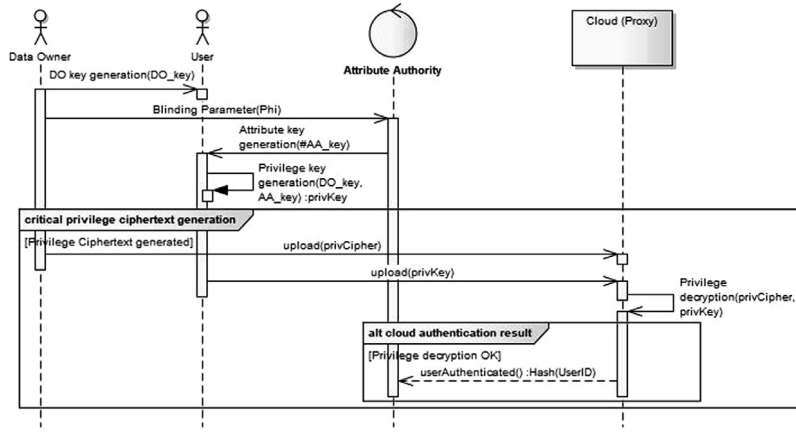 Cloud (Proxy)
Data Owner
User
Attribute Authority
DO key generation(DO_key)
Blinding Parameter(Phi)
Attribute key
generation(#AA_key)
Privilege key
generation(DO_key,
AA_key) :privKey
critical privilege ciphertext generation
[Privilege Ciphertext generated]
upload(privCipher)
upload(privKey)
Privilege
decryption(privCipher,
privKey)
alt cloud authentication result
[Privilege decryption OK]
userAuthenticated() :Hash(UserID)